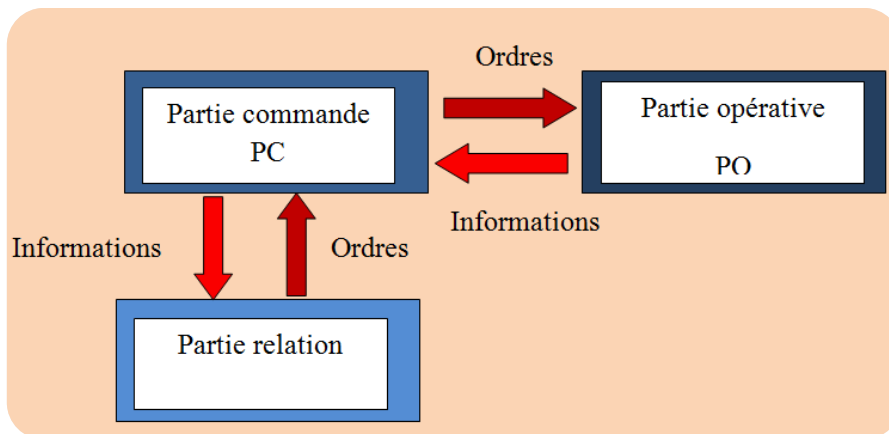 Ordres
Partie commande
PC
Partie opérative
PO
Informations
Informations
Ordres
Partie relation